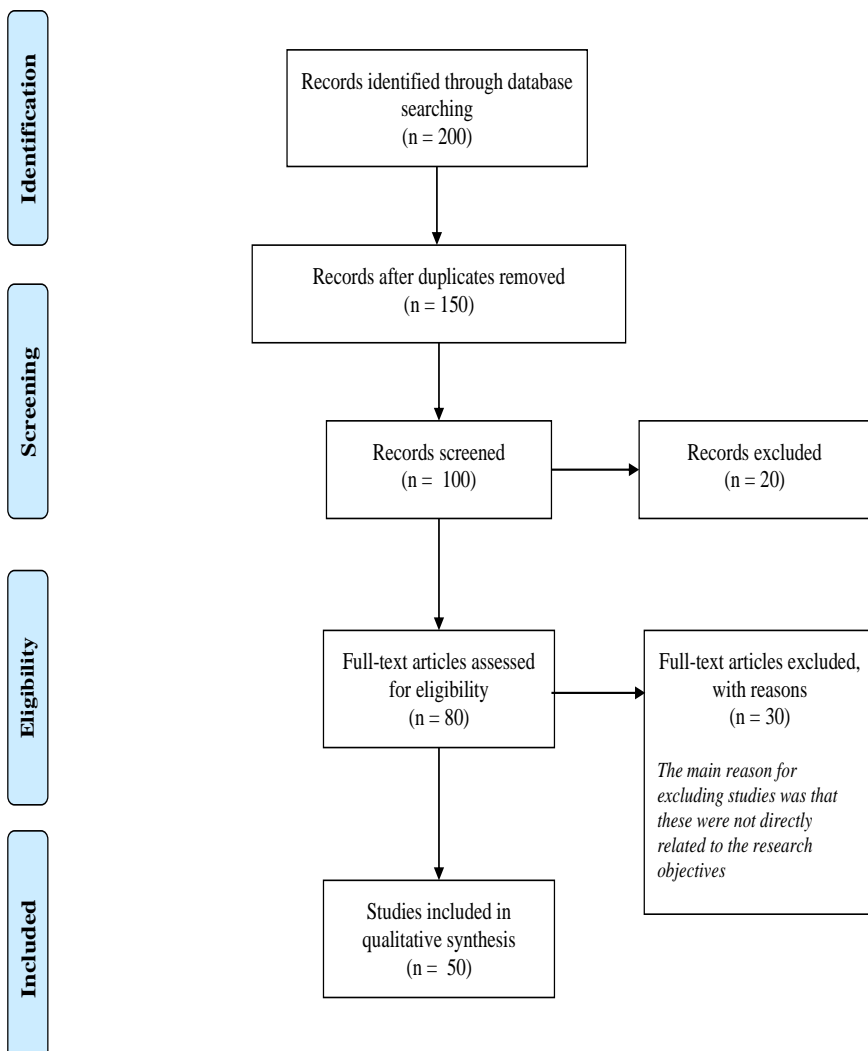 Identification
Records identified through database
searching
(n = 200)
Records after duplicates removed
(n = 150)
Screening
Records screened
(n =  100)
Records excluded
(n = 20)
Eligibility
Full-text articles assessed
for eligibility
(n = 80)
Full-text articles excluded,
with reasons
(n = 30)
The main reason for
excluding studies was that
these were not directly
related to the research
objectives
Included
Studies included in
qualitative synthesis
(n =  50)